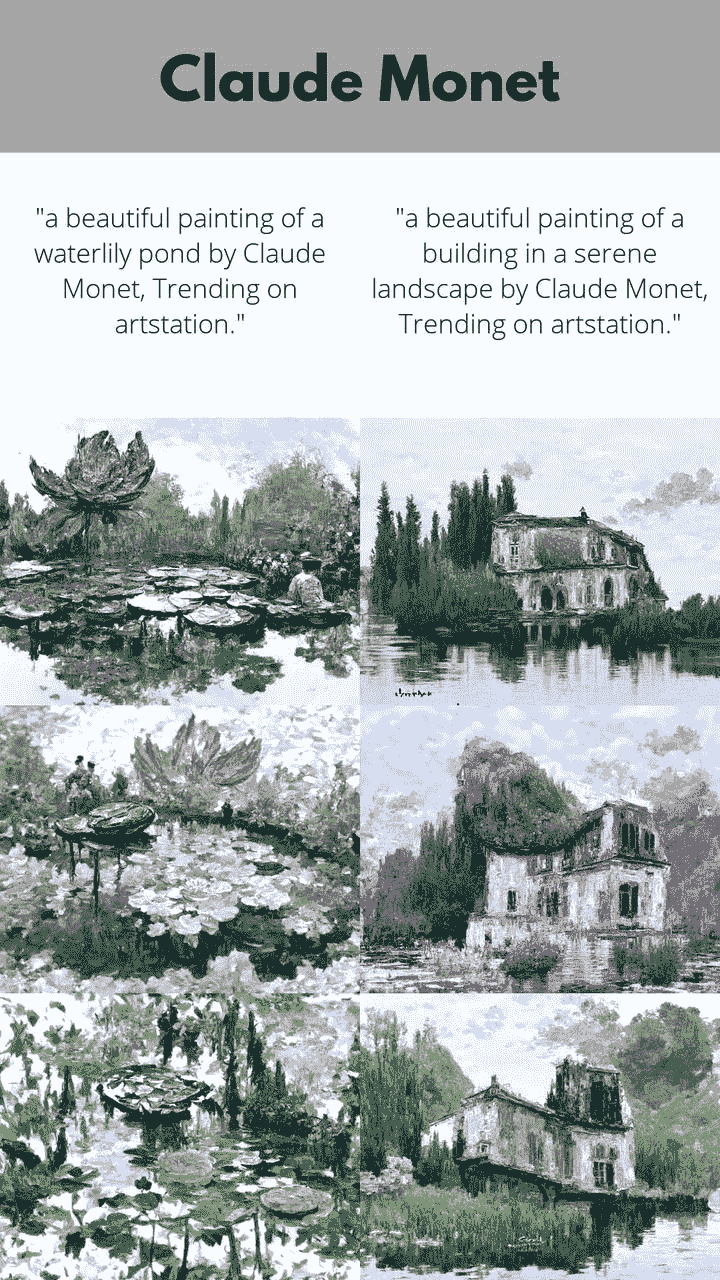 Claude Monet
"a beautiful painting of a
waterlily pond by Claude
Monet, Trending on
artstation."
"a beautiful painting of a
building in a serene
landscape by Claude Monet,
Trending on artstation."